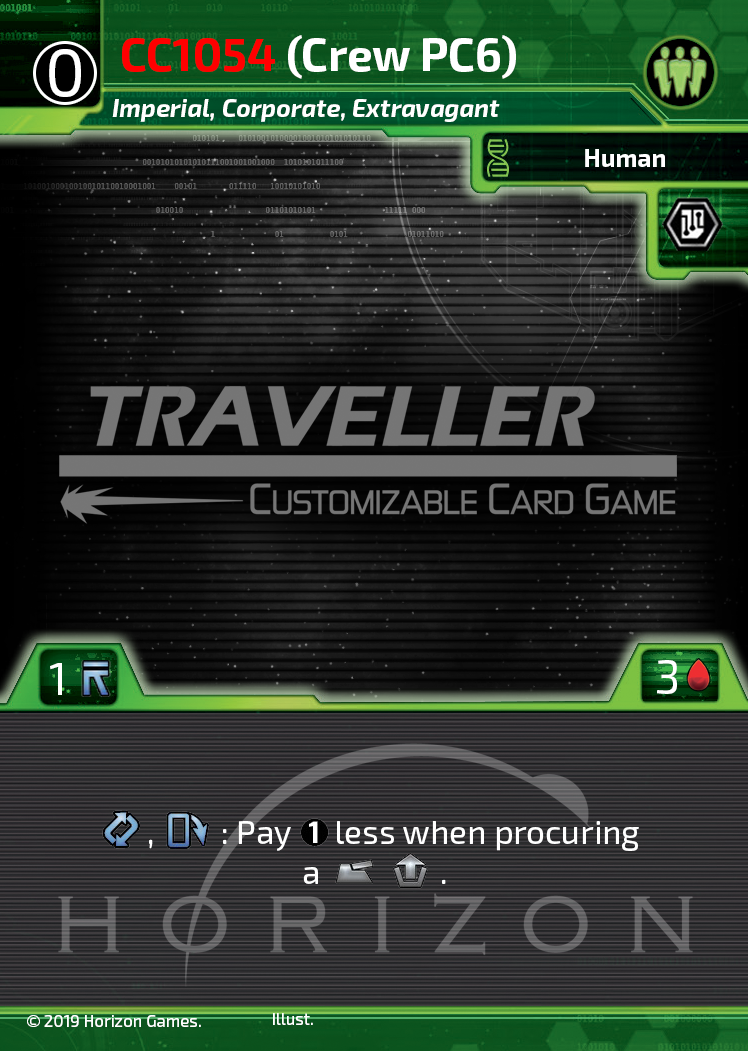 0
CC1054 (Crew PC6)
Imperial, Corporate, Extravagant
Human
TRAVELLER
CUSTOMIZABLE CARD GAME
1
3
, : Pay 1 less when procuring
a .
HORIZON
© 2019 Horizon Games. Illust.